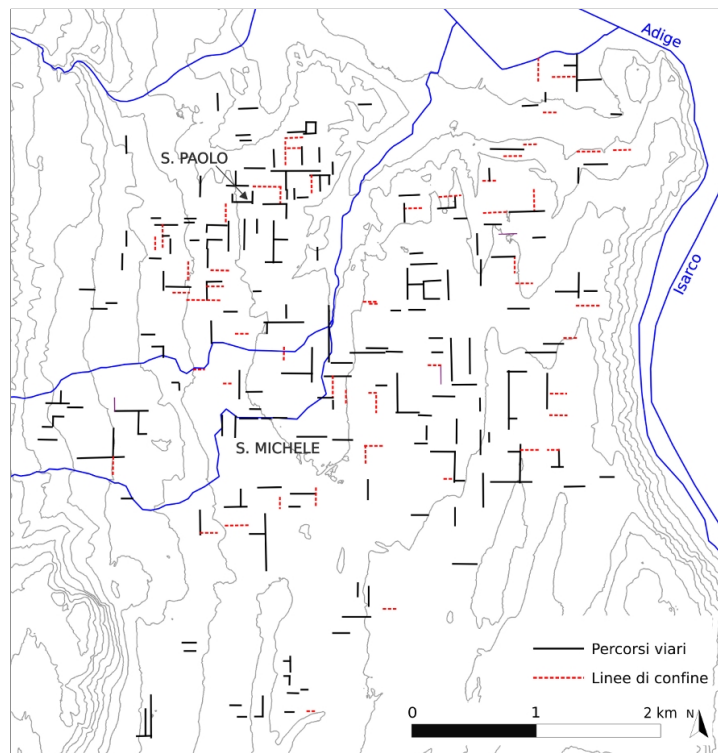 Adige
S. PAOLO
Isarco
S. MICHELE
Percorsi viari
Linee di confine
0 1 2 km N